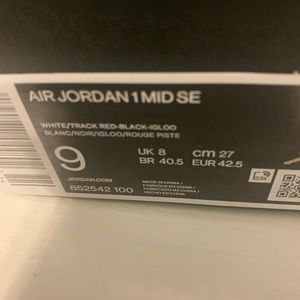 AIR JORDAN 1 MID SE
WHITE/TRACK RED-BLACK-IGLOO
BLANC/NOIR/IGLOO/ROUGE PISTE
9
UK 8 cm 27
BR 40.5 EUR 42.5
JORDAN.COM
852542 100
MADE IN CHINA /
FABRIQUÉ EN CHINE /
FABRICADO NA CHINA /
HECHO EN CHINA